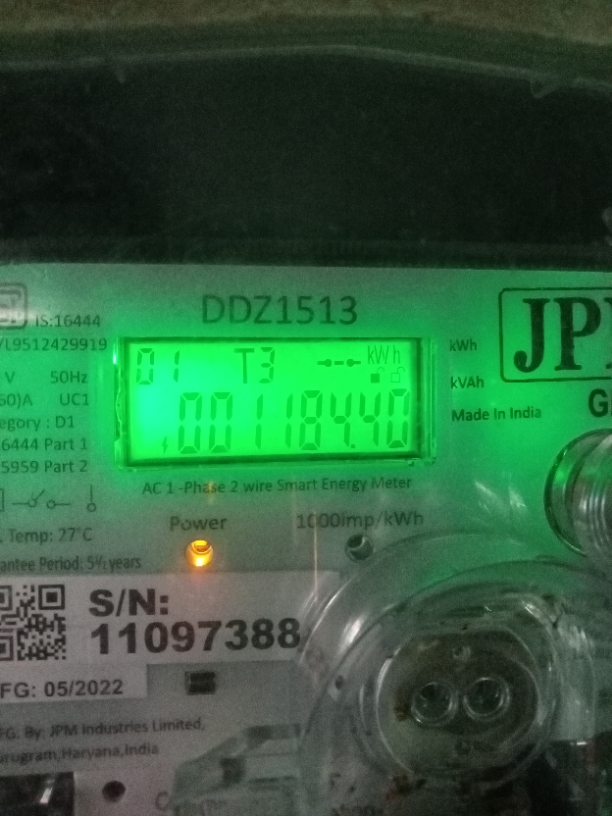 DDZ1513
IS:16444
L9512429919
V 50Hz
60)A UC1
egory : D1
6444 Part 1
5959 Part 2
01 T3 kWh
001184.40
kWh
kVAh
JP
Made In India
G
AC 1 -Phase 2 wire Smart Energy Meter
. Temp: 27°C
Power
1000imp/kWh
antee Period: 5½ years
S/N:
11097388
FG: 05/2022
G. By: JPM Industries Limited,
urugram,Haryana,India